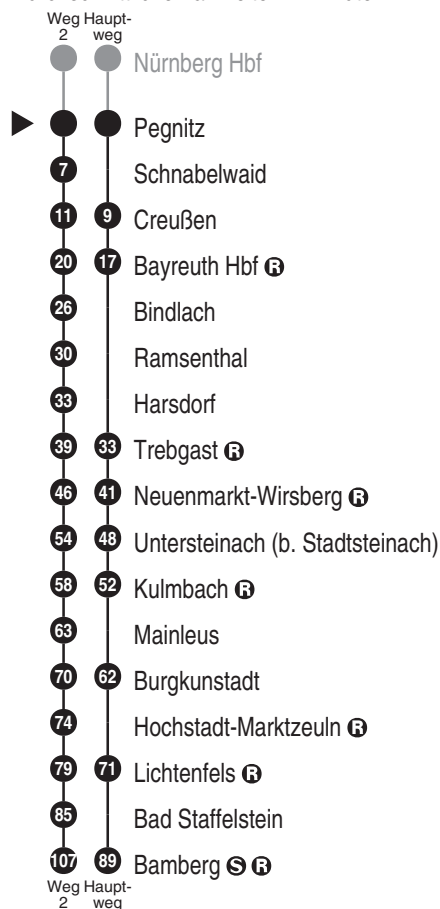 Weg Haupt-
2 weg
Nürnberg Hbf
Pegnitz
7 Schnabelwaid
11 9 Creußen
20 17 Bayreuth Hbf R
26 Bindlach
30 Ramsenthal
33 Harsdorf
39 33 Trebgast R
46 41 Neuenmarkt-Wirsberg R
54 48 Untersteinach (b. Stadtsteinach)
58 52 Kulmbach R
63 Mainleus
70 62 Burgkunstadt
74 Hochstadt-Marktzeuln R
79 71 Lichtenfels R
85 Bad Staffelstein
107 89 Bamberg S R
Weg Haupt-
2 weg